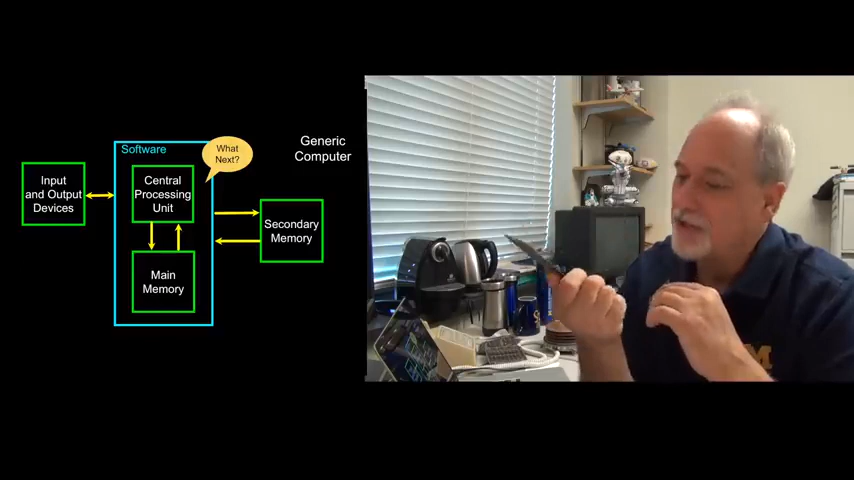 Generic
Computer
Software
What
Next?
Input
and Output
Devices
Central
Processing
Unit
Secondary
Memory
Main
Memory
M